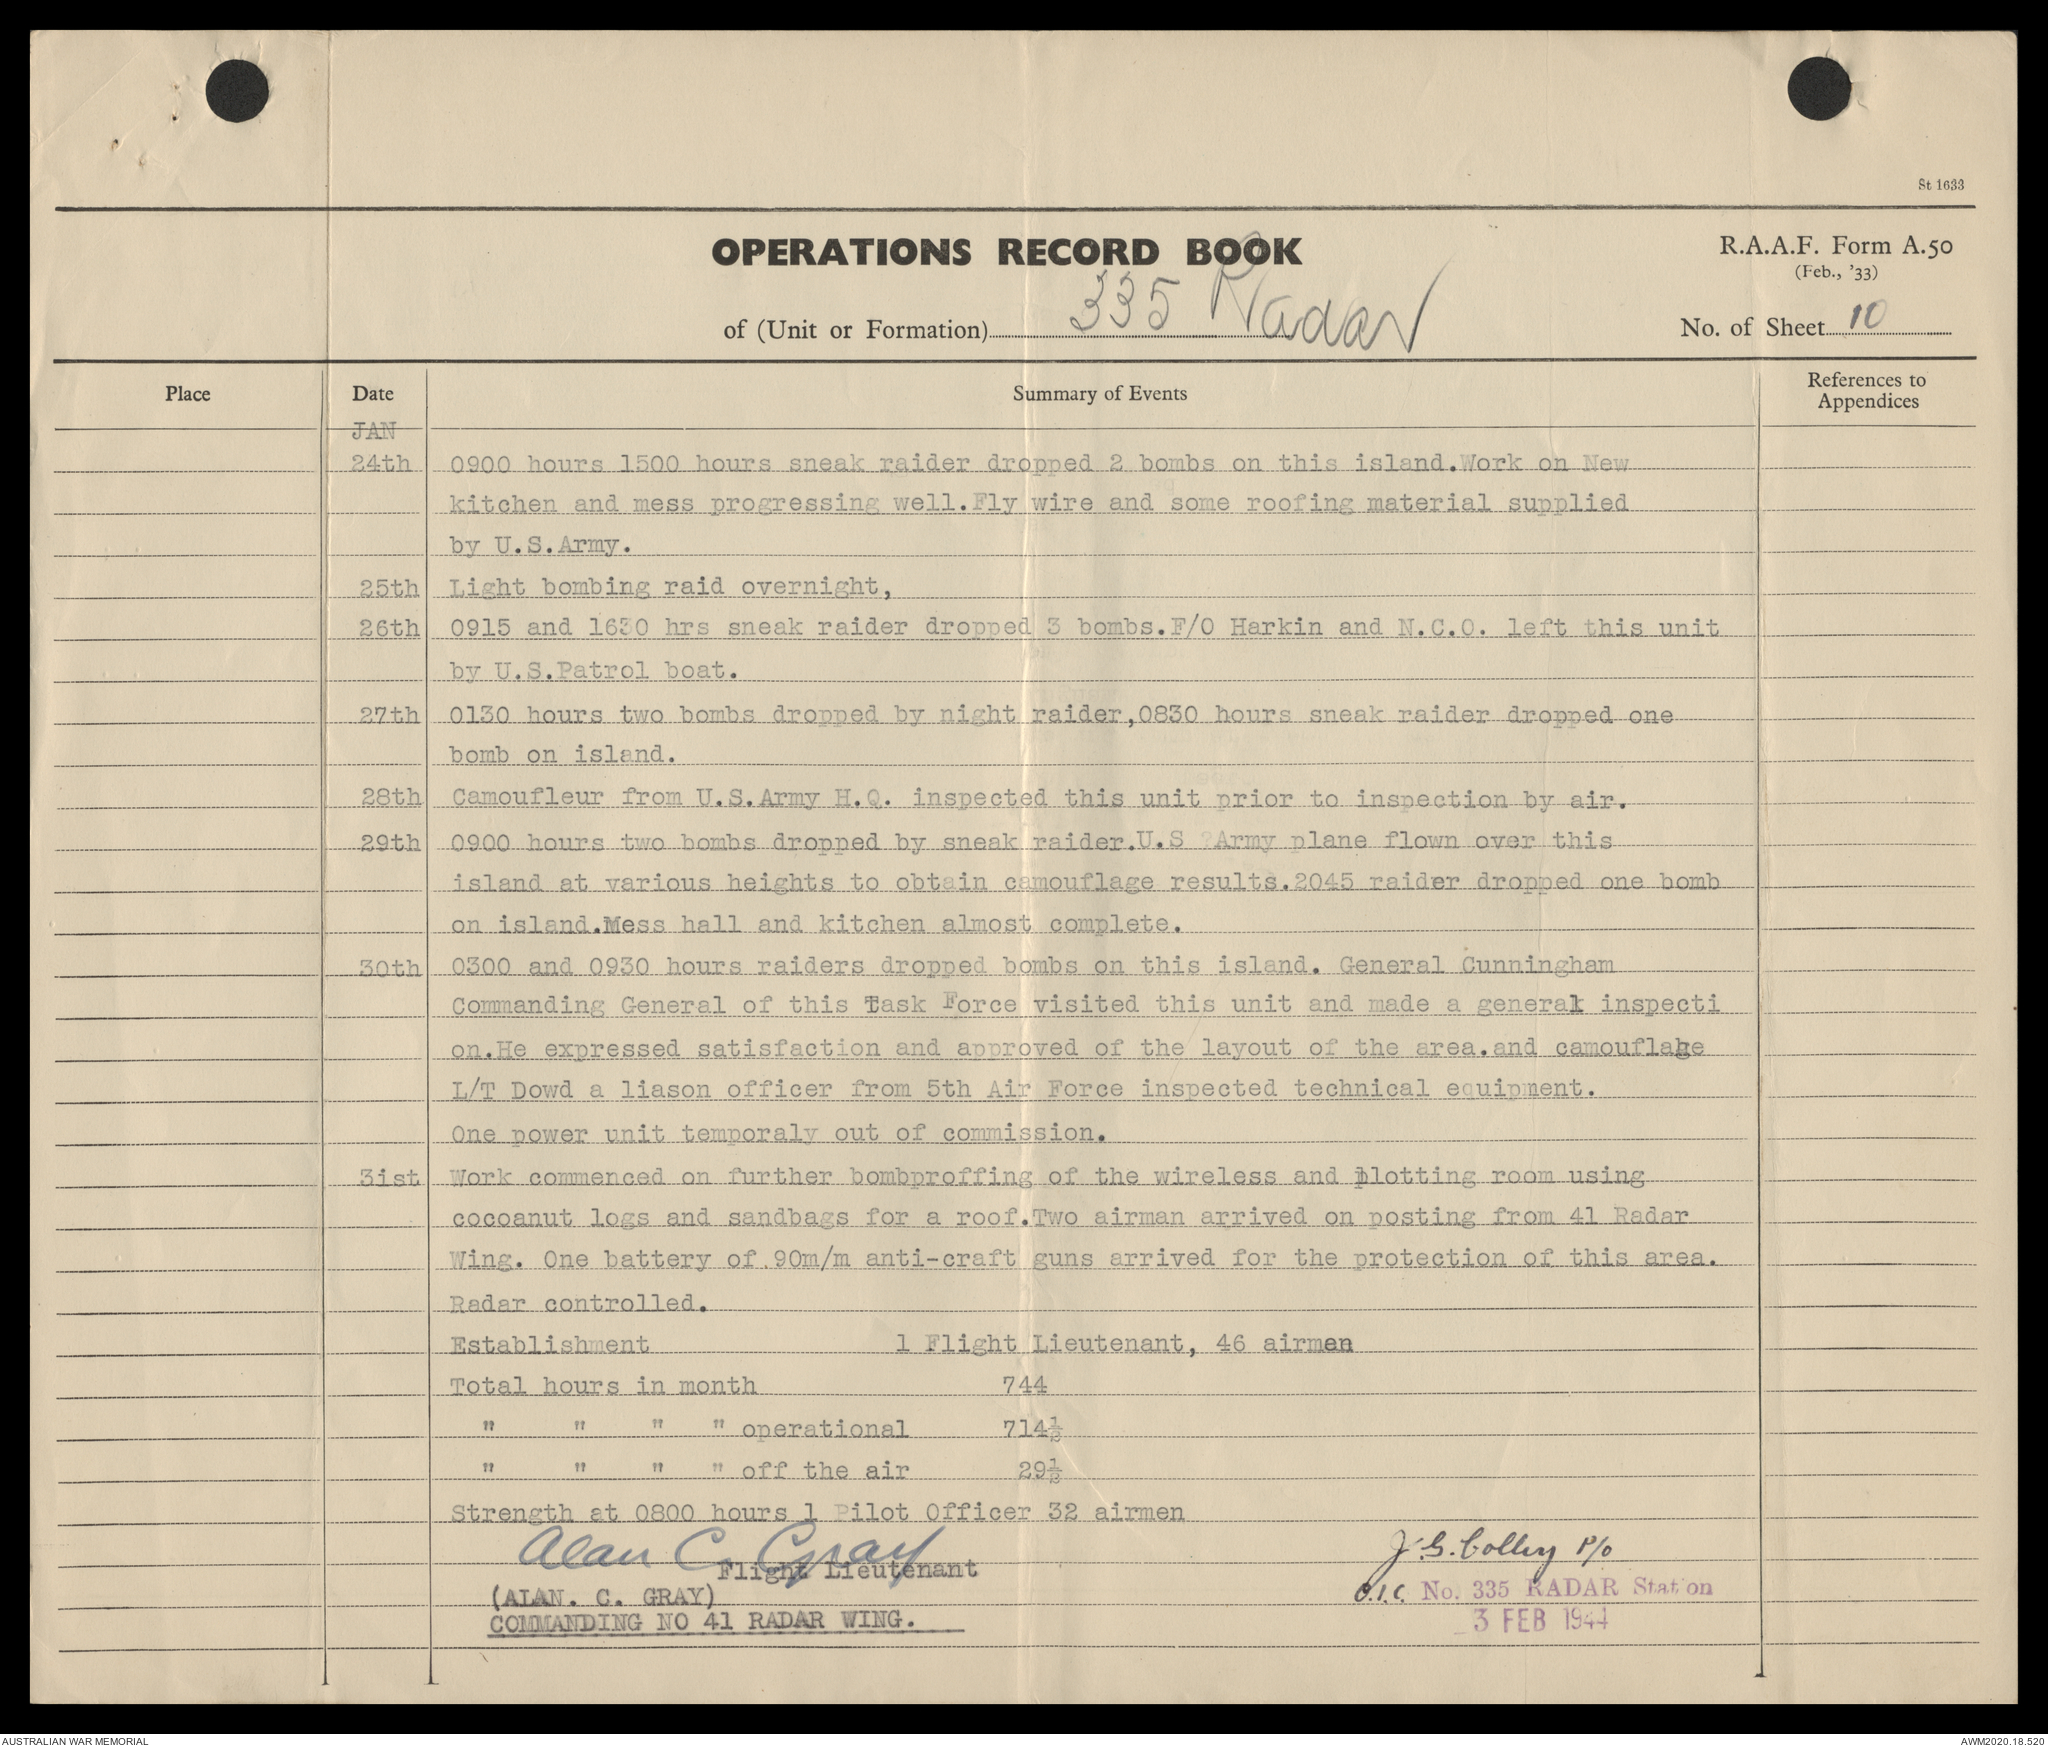 St 1633
OPERATIONS RECORD BOOK
R.A.A.F. Form A.50
(Feb., '33)
of (Unit or Formation) 335 Radar
No. of Sheet 10
Place Date Summary of Events References to Appendices
JAN
24th 0900 hours 1500 hours sneak raider dropped 2 bombs on this island.Work on New
kitchen and mess progressing well.Fly wire and some roofing material supplied
by U.S.Army.
25th Light bombing raid overnight,
26th 0915 and 1630 hrs sneak raider dropped 3 bombs.F/O Harkin and N.C.O. left this unit
by U.S.Patrol boat.
27th 0130 hours two bombs dropped by night raider,0830 hours sneak raider dropped one
bomb on island.
28th Camoufleur from U.S.Army H.Q. inspected this unit prior to inspection by air.
29th 0900 hours two bombs dropped by sneak raider.U.S ?Army plane flown over this
island at various heights to obtain camouflage results.2045 raider dropped one bomb
on island.Mess hall and kitchen almost complete.
30th 0300 and 0930 hours raiders dropped bombs on this island. General Cunningham
Commanding General of this Task Force visited this unit and made a general inspecti
on.He expressed satisfaction and approved of the layout of the area.and camouflage
L/T Dowd a liason officer from 5th Air Force inspected technical equipment.
One power unit temporaly out of commission.
3ist Work commenced on further bombproffing of the wireless and plotting room using
cocoanut logs and sandbags for a roof.Two airman arrived on posting from 41 Radar
Wing. One battery of 90m/m anti-craft guns arrived for the protection of this area.
Radar controlled.
Establishment 1 Flight Lieutenant, 46 airmen
Total hours in month 744
" " " " operational 714½
" " " " off the air 29½
Strength at 0800 hours 1 Pilot Officer 32 airmen
Alan C. Gray
Flight Lieutenant
(ALAN. C. GRAY)
COMMANDING NO 41 RADAR WING.
J.G. Colley P/O
O.I.C. No. 335 RADAR Station
3 FEB 1944
AUSTRALIAN WAR MEMORIAL
AWM2020.18.520